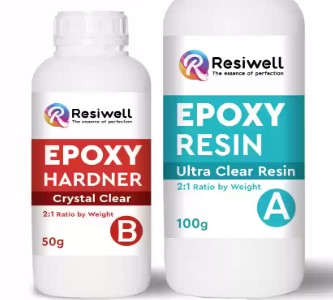 Resiwell
The essence of perfection
EPOXY
HARDNER
Crystal Clear
2:1 Ratio by Weight
50g
B
Resiwell
The essence of perfection
EPOXY
RESIN
Ultra Clear Resin
2:1 Ratio by Weight
100g
A